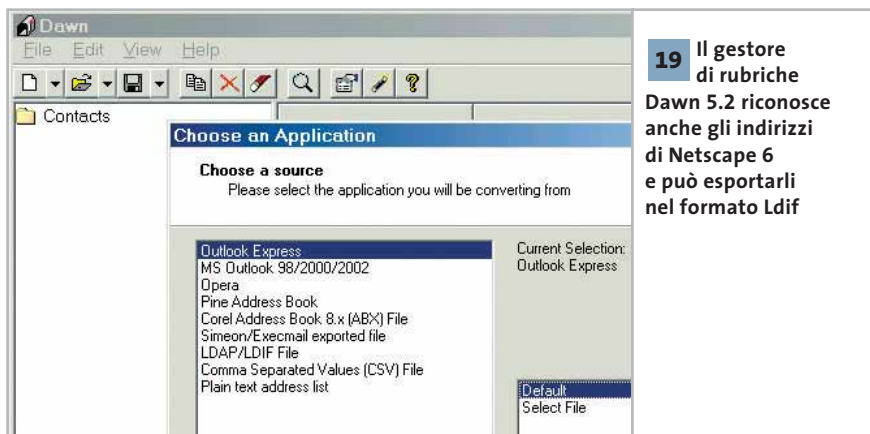 Dawn
File Edit View Help
Contacts
Choose an Application
Choose a source
Please select the application you will be converting from
Outlook Express
MS Outlook 98/2000/2002
Opera
Pine Address Book
Corel Address Book 8.x (ABX) File
Simeon/Execmail exported file
LDAP/LDIF File
Comma Separated Values (CSV) File
Plain text address list
Current Selection:
Outlook Express
Default
Select File
19 Il gestore
di rubriche
Dawn 5.2 riconosce
anche gli indirizzi
di Netscape 6
e può esportarli
nel formato Ldif